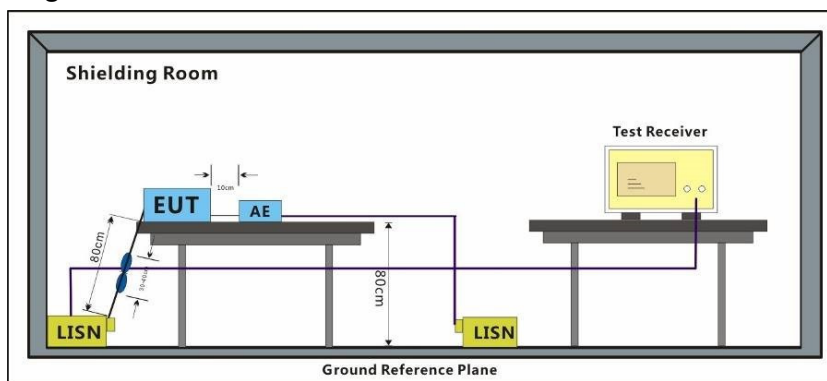 Shielding Room
Test Receiver
10cm
EUT
AE
80cm
80cm
LISN
LISN
Ground Reference Plane